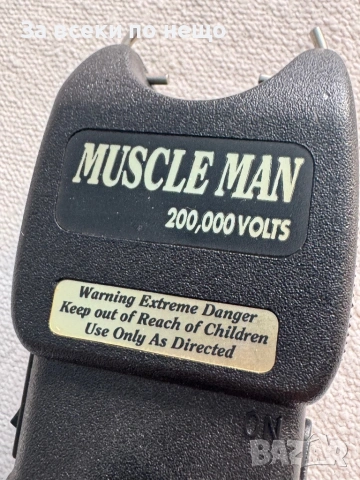 За всеки по нещо
MUSCLE MAN
200,000 VOLTS
Warning Extreme Danger
Keep out of Reach of Children
Use Only As Directed
ON
BAZAR